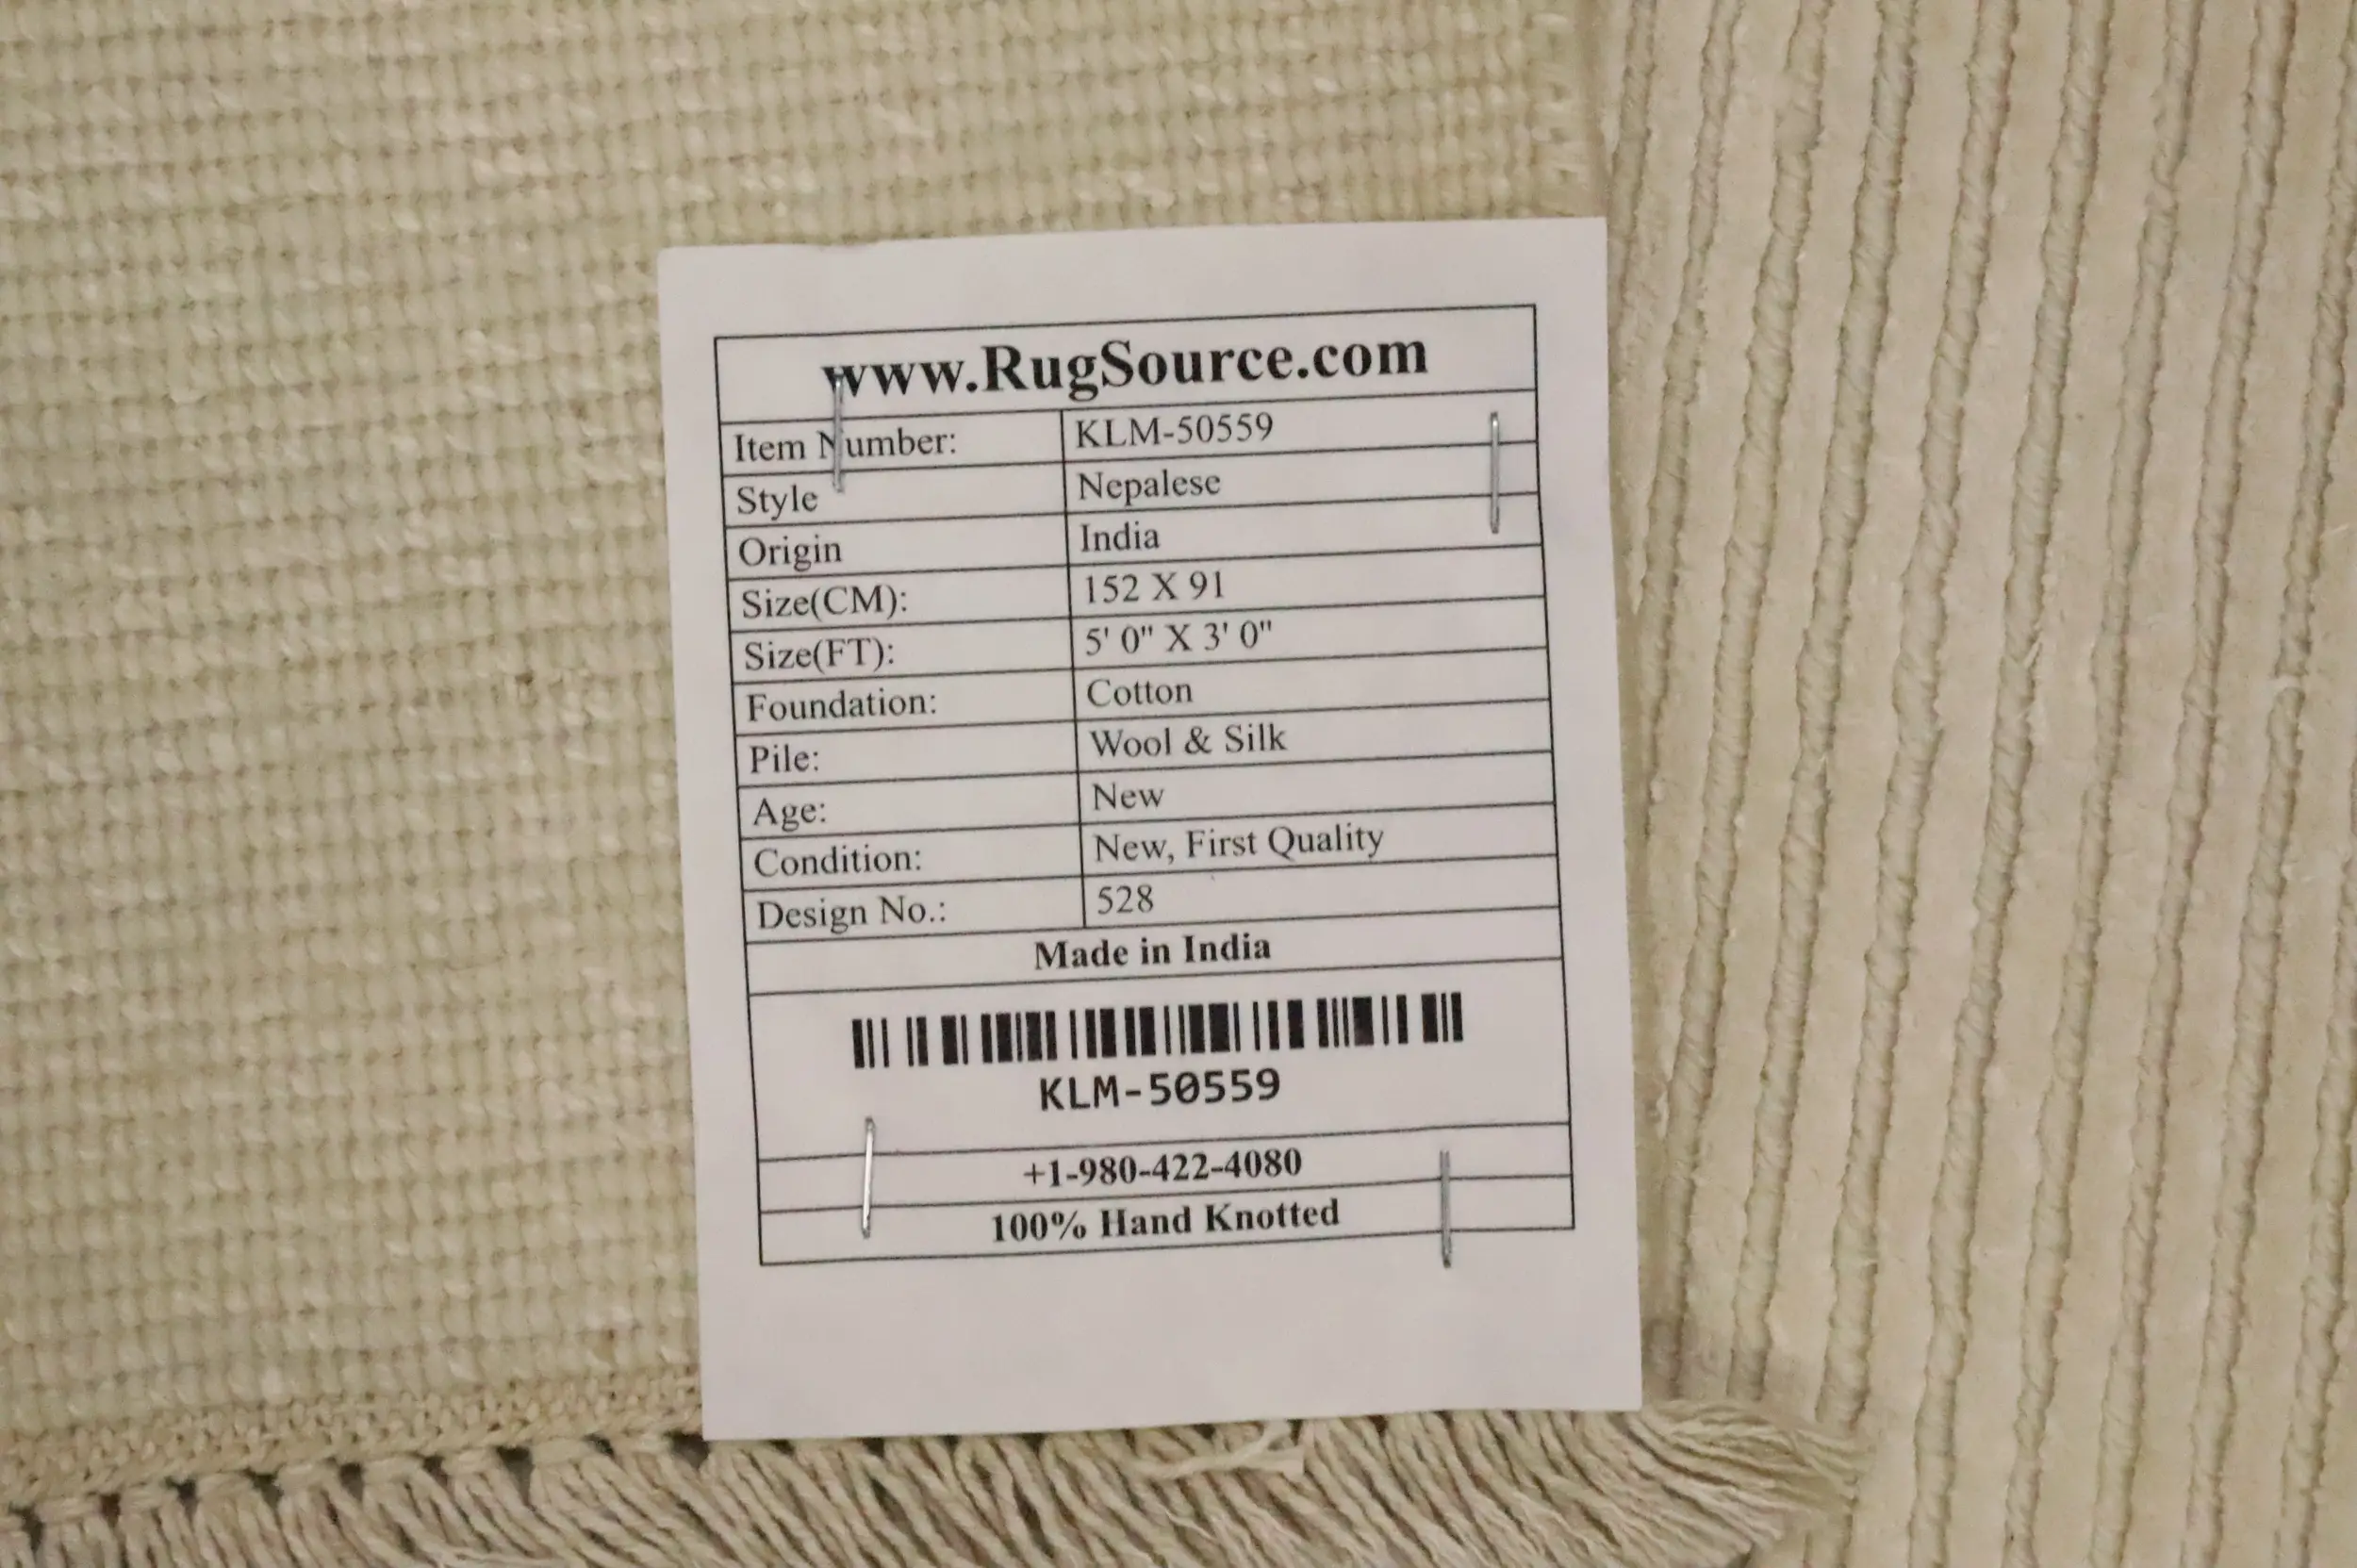 www.RugSource.com
Item Number: KLM-50559
Style Nepalese
Origin India
Size(CM): 152 X 91
Size(FT): 5' 0" X 3' 0"
Foundation: Cotton
Pile: Wool & Silk
Age: New
Condition: New, First Quality
Design No.: 528
Made in India
KLM-50559
+1-980-422-4080
100% Hand Knotted